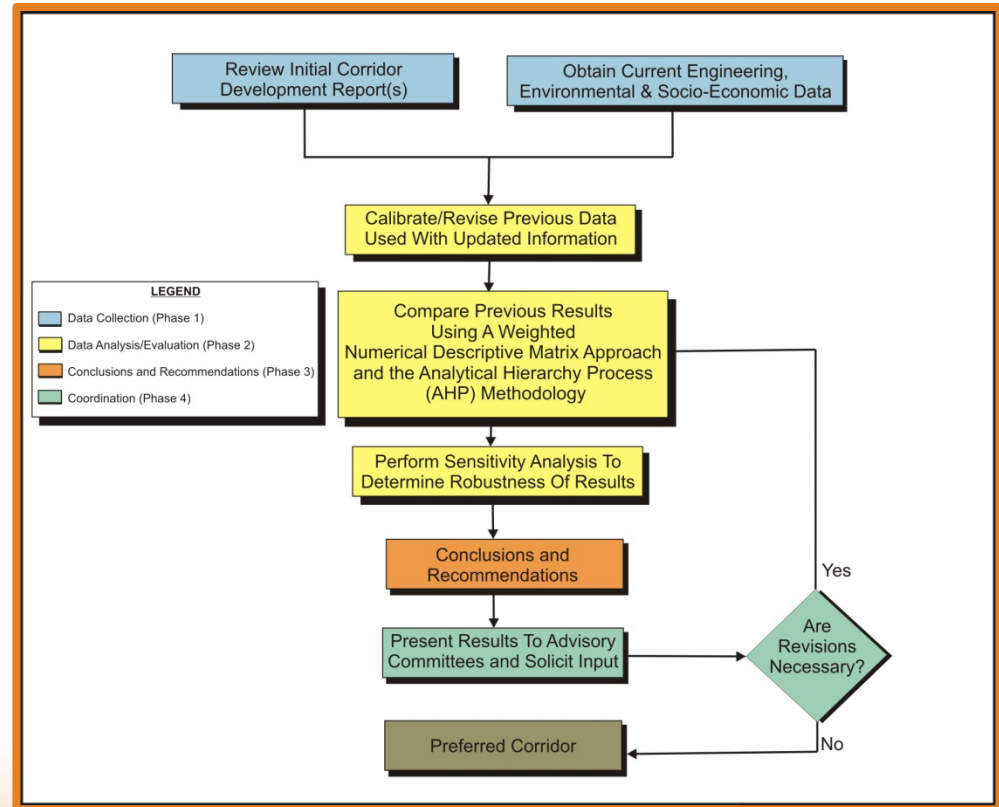 Review Initial Corridor
Development Report(s)
Obtain Current Engineering,
Environmental & Socio-Economic Data
Calibrate/Revise Previous Data
Used With Updated Information
LEGEND
Data Collection (Phase 1)
Data Analysis/Evaluation (Phase 2)
Conclusions and Recommendations (Phase 3)
Coordination (Phase 4)
Compare Previous Results
Using A Weighted
Numerical Descriptive Matrix Approach
and the Analytical Hierarchy Process
(AHP) Methodology
Perform Sensitivity Analysis To
Determine Robustness Of Results
Conclusions and
Recommendations
Yes
Present Results To Advisory
Committees and Solicit Input
Are
Revisions
Necessary?
No
Preferred Corridor